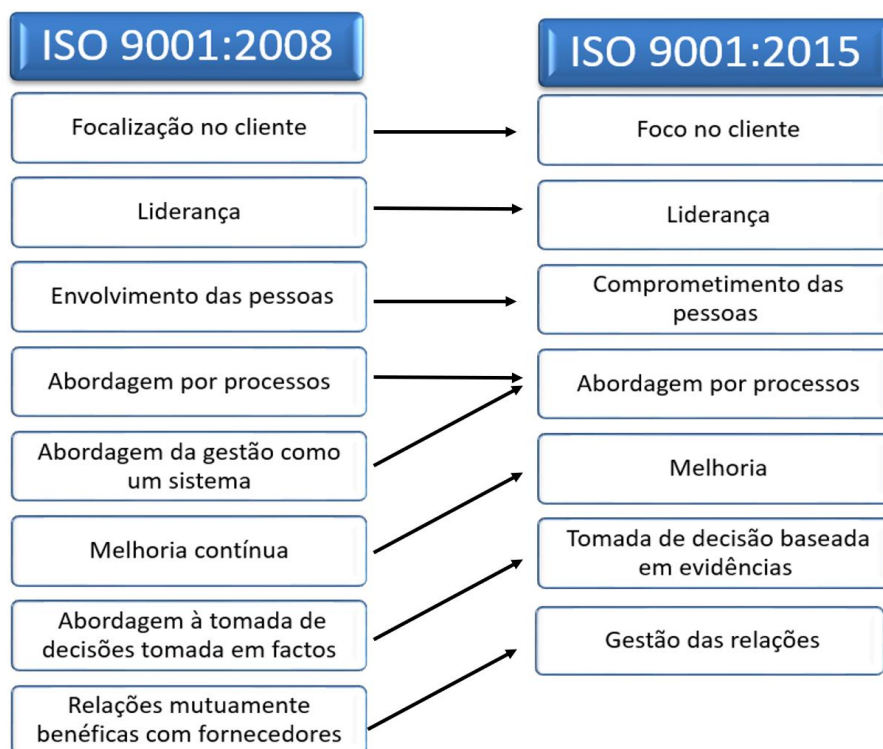 ISO 9001:2008
Focalização no cliente
Liderança
Envolvimento das pessoas
Abordagem por processos
Abordagem da gestão como
um sistema
Melhoria contínua
Abordagem à tomada de
decisões tomada em factos
Relações mutuamente
benéficas com fornecedores
ISO 9001:2015
Foco no cliente
Liderança
Comprometimento das
pessoas
Abordagem por processos
Melhoria
Tomada de decisão baseada
em evidências
Gestão das relações